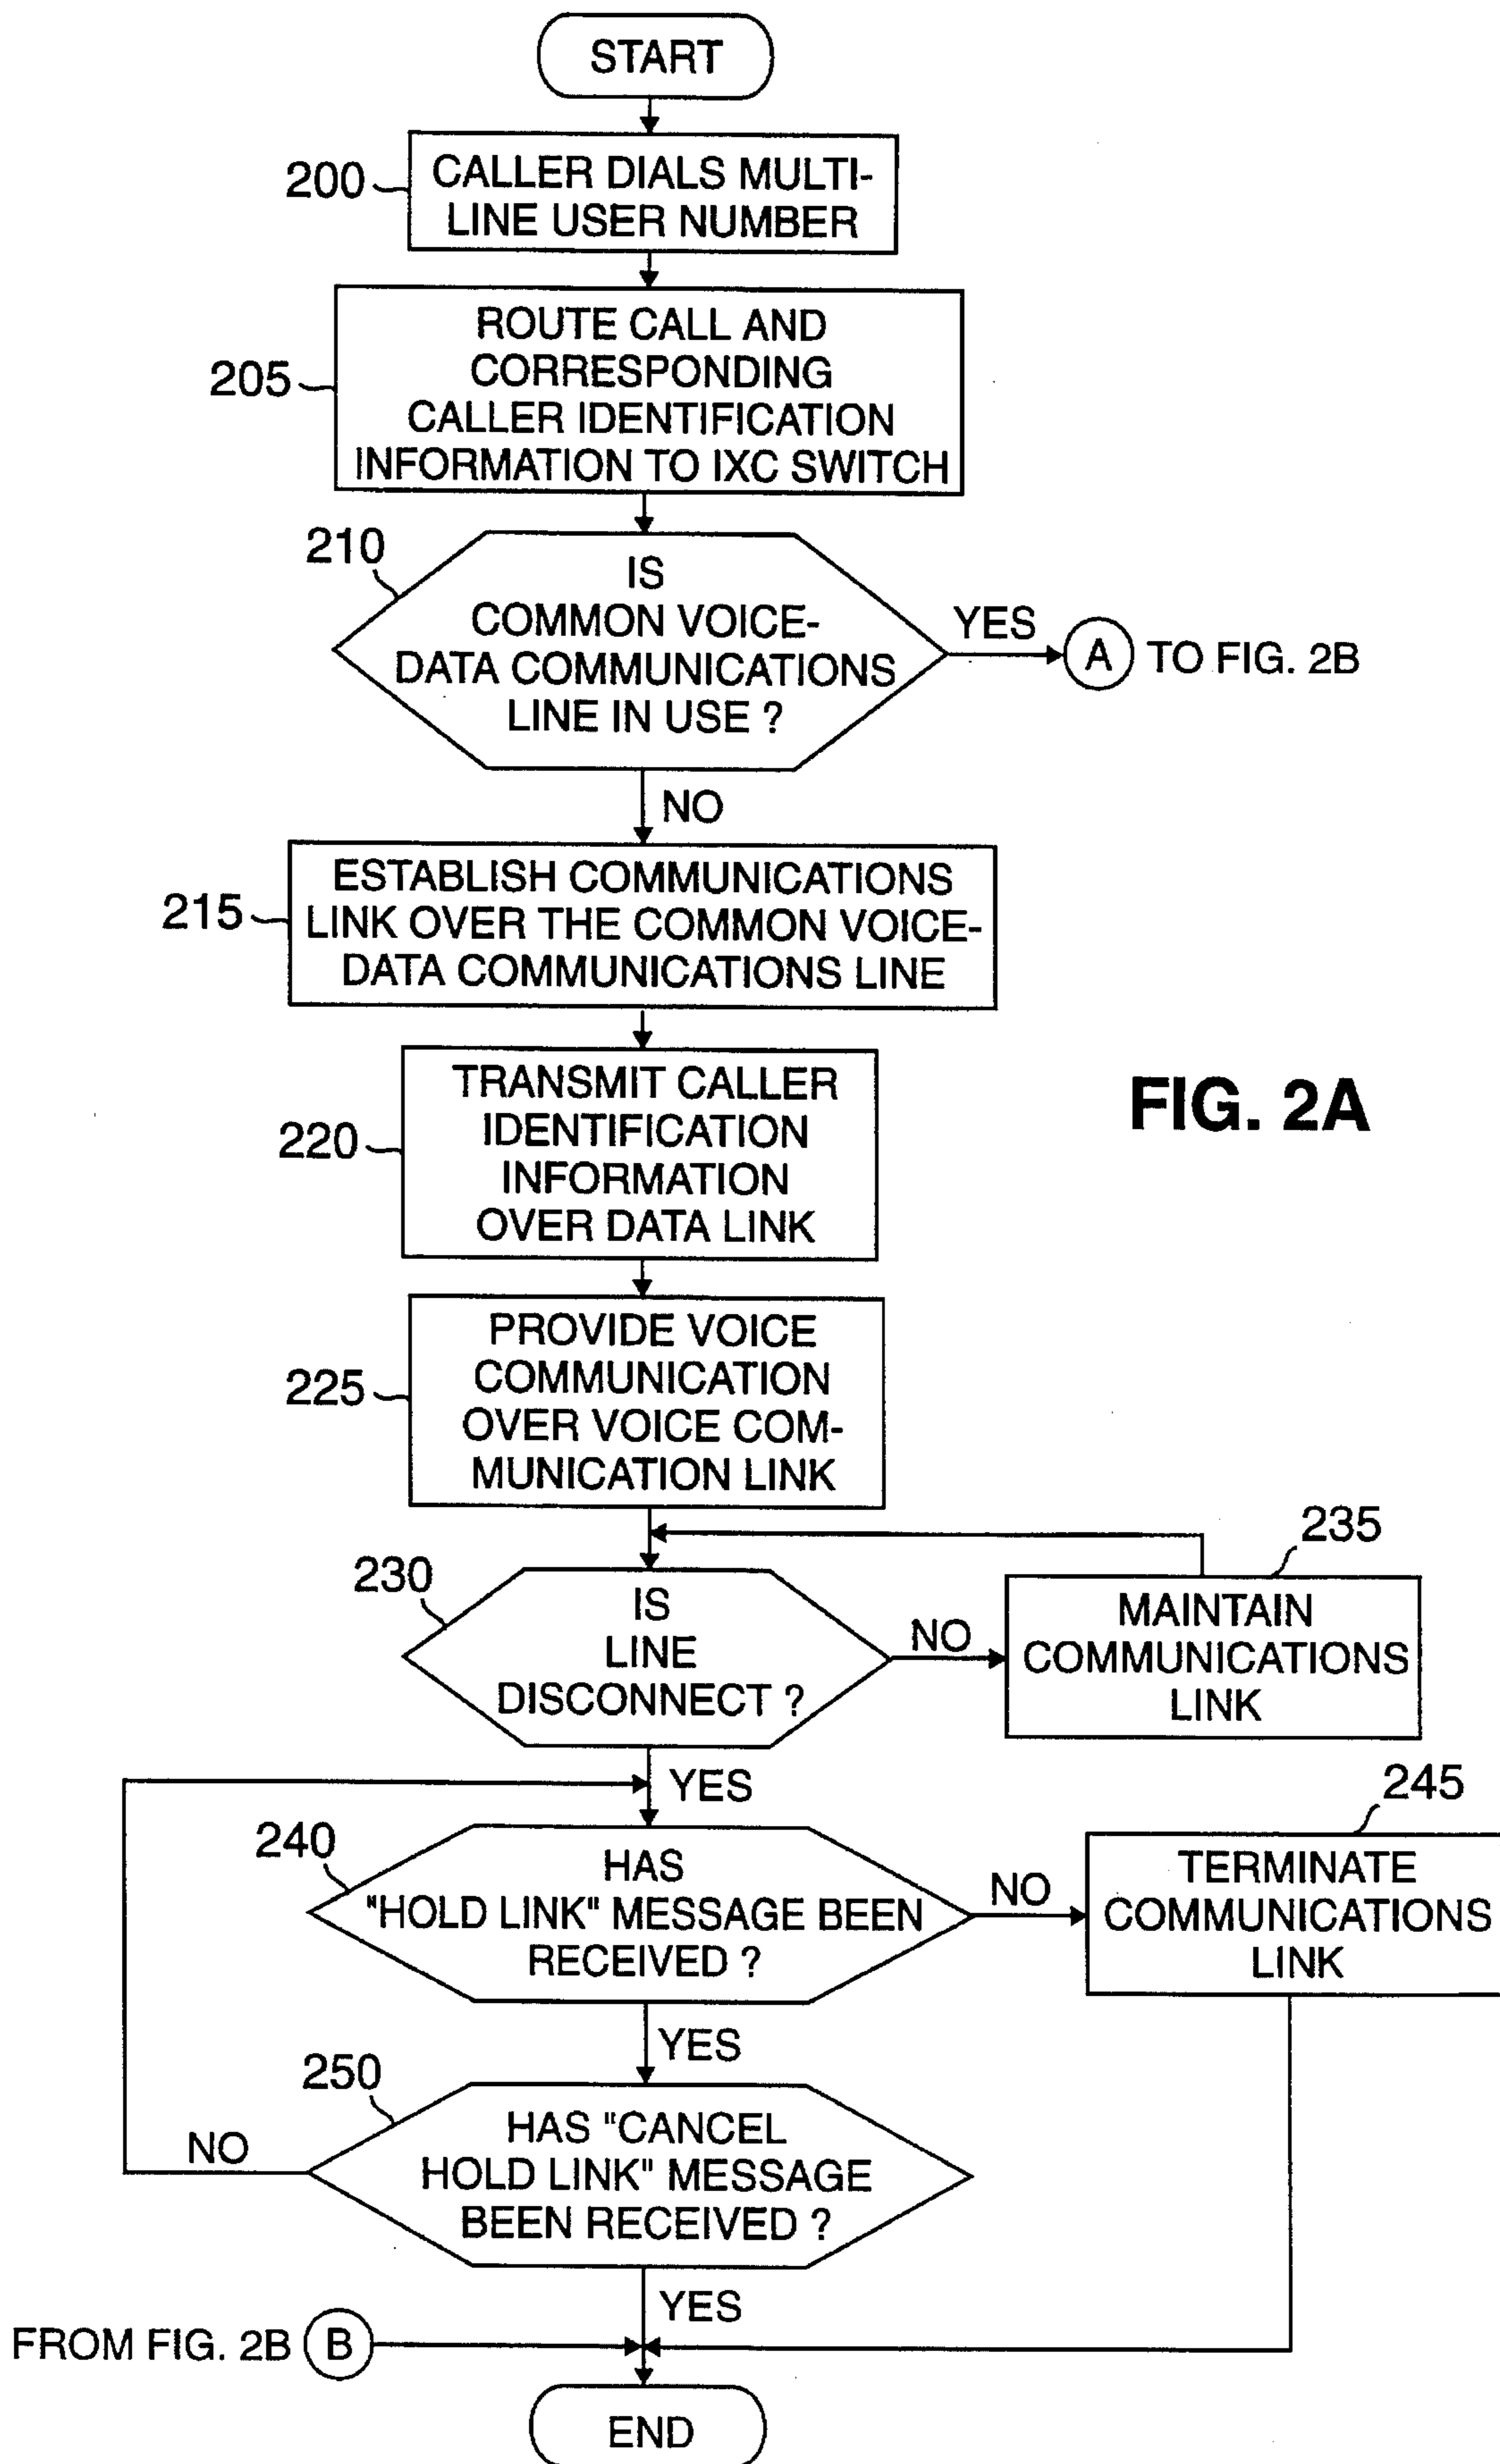 START
200
CALLER DIALS MULTI-
LINE USER NUMBER
205
ROUTE CALL AND
CORRESPONDING
CALLER IDENTIFICATION
INFORMATION TO IXC SWITCH
210
IS
COMMON VOICE-
DATA COMMUNICATIONS
LINE IN USE ?
YES
A
TO FIG. 2B
NO
215
ESTABLISH COMMUNICATIONS
LINK OVER THE COMMON VOICE-
DATA COMMUNICATIONS LINE
220
TRANSMIT CALLER
IDENTIFICATION
INFORMATION
OVER DATA LINK
FIG. 2A
225
PROVIDE VOICE
COMMUNICATION
OVER VOICE COM-
MUNICATION LINK
230
IS
LINE
DISCONNECT ?
NO
235
MAINTAIN
COMMUNICATIONS
LINK
YES
240
HAS
"HOLD LINK" MESSAGE BEEN
RECEIVED ?
NO
245
TERMINATE
COMMUNICATIONS
LINK
YES
250
HAS "CANCEL
HOLD LINK" MESSAGE
BEEN RECEIVED ?
NO
YES
FROM FIG. 2B
B
END